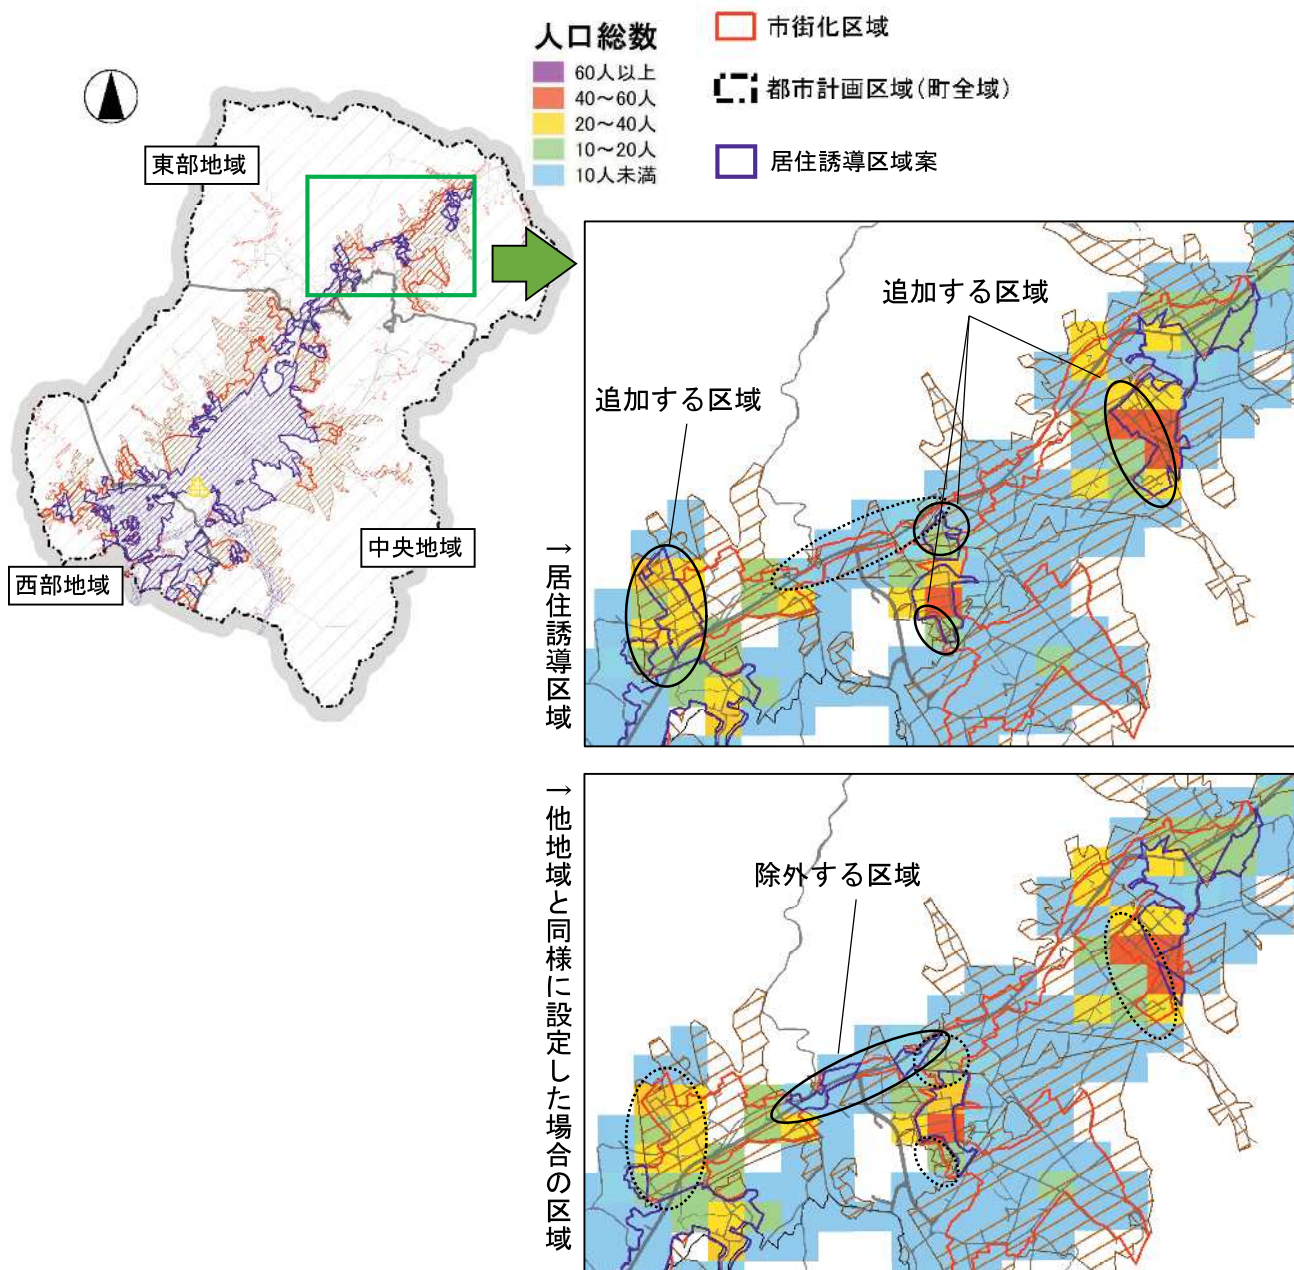 人口総数
60人以上
40～60人
20～40人
10～20人
10人未満
市街化区域
都市計画区域(町全域)
居住誘導区域案
東部地域
中央地域
西部地域
追加する区域
追加する区域
→居住誘導区域
除外する区域
→他地域と同様に設定した場合の区域